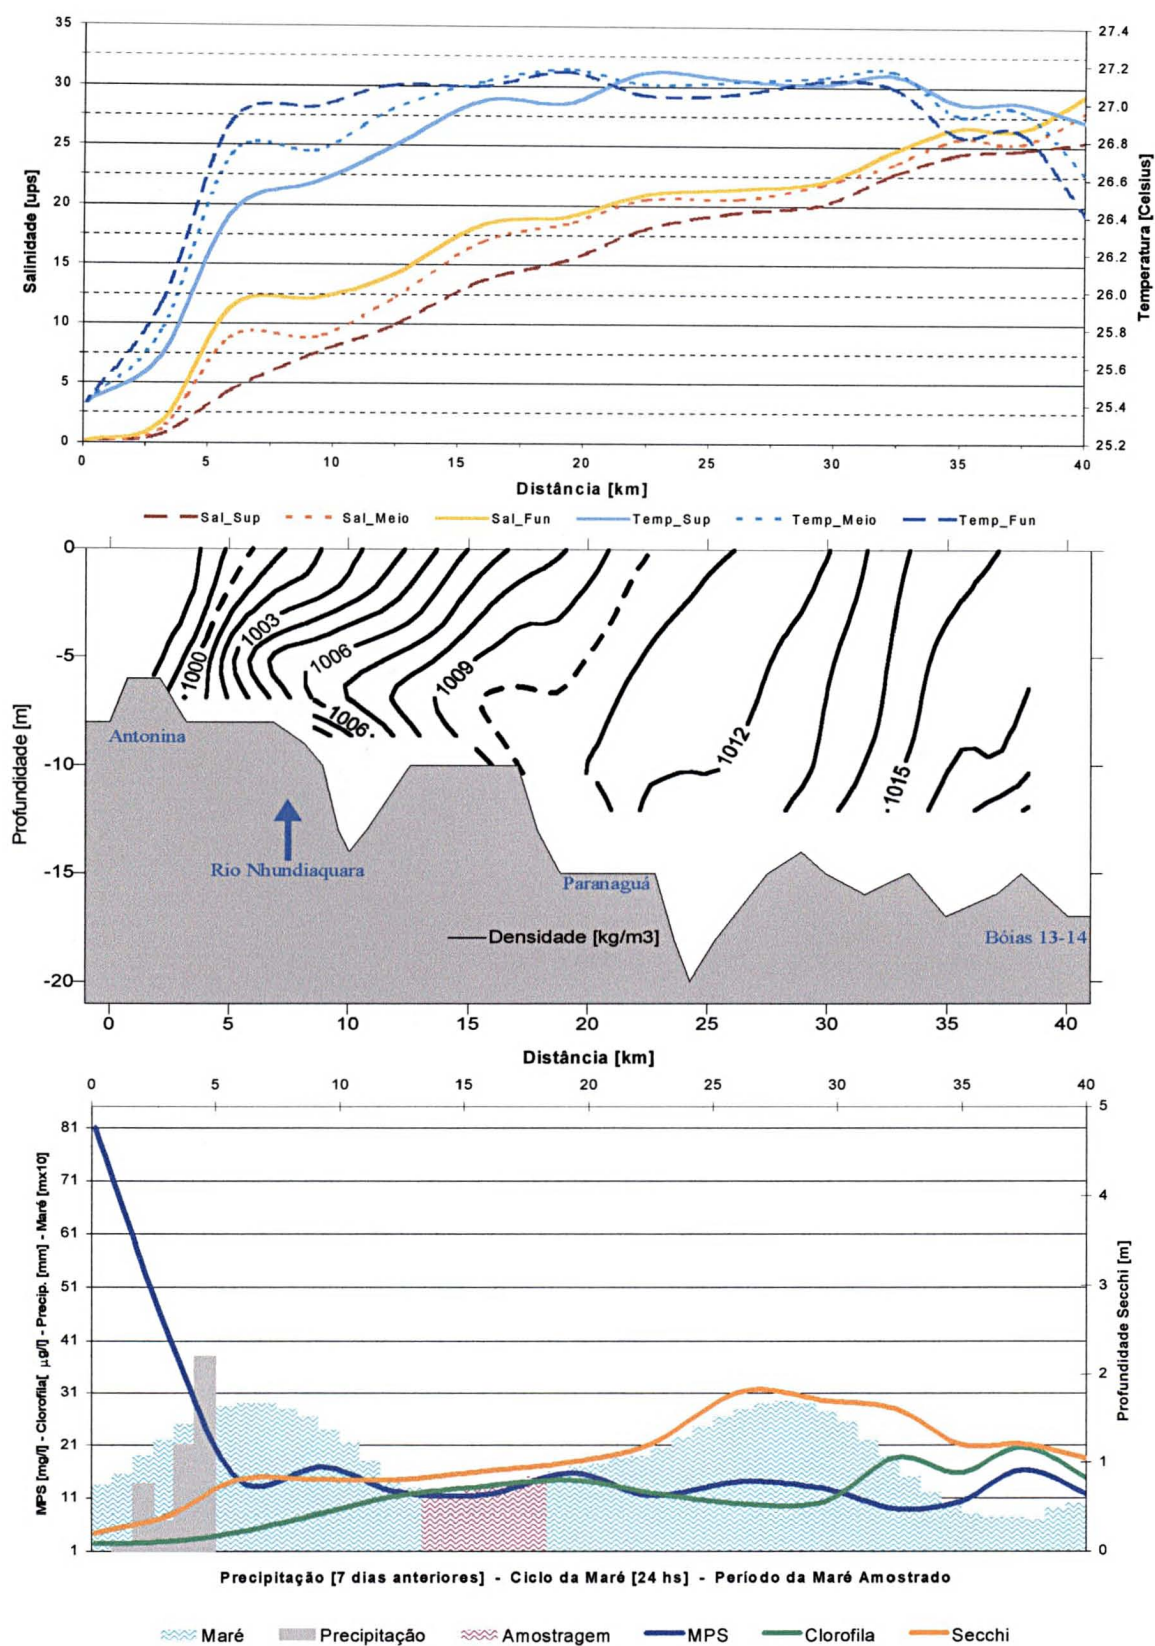 35
30
25
20
15
10
5
0
Salinidade [ups]
27.4
27.2
27.0
26.8
26.6
26.4
26.2
26.0
25.8
25.6
25.4
25.2
Temperatura [Celsius]
0 5 10 15 20 25 30 35 40
Distância [km]
Sal_Sup Sal_Meio Sal_Fun Temp_Sup Temp_Meio Temp_Fun
0
-5
-10
-15
-20
Profundidade [m]
1000
1003
1006
1006
1009
1012
1015
Antonina
Rio Nhundiaquara
Paranaguá
Densidade [kg/m3]
Bóias 13-14
0 5 10 15 20 25 30 35 40
Distância [km]
0 5 10 15 20 25 30 35 40
81
71
61
51
41
31
21
11
1
MPS [mg/l] - Clorofila[ µg/l] - Precip. [mm] - Maré [mx10]
5
4
3
2
1
0
Profundidade Secchi [m]
Precipitação [7 dias anteriores] - Ciclo da Maré [24 hs] - Período da Maré Amostrado
Maré Precipitação Amostragem MPS Clorofila Secchi